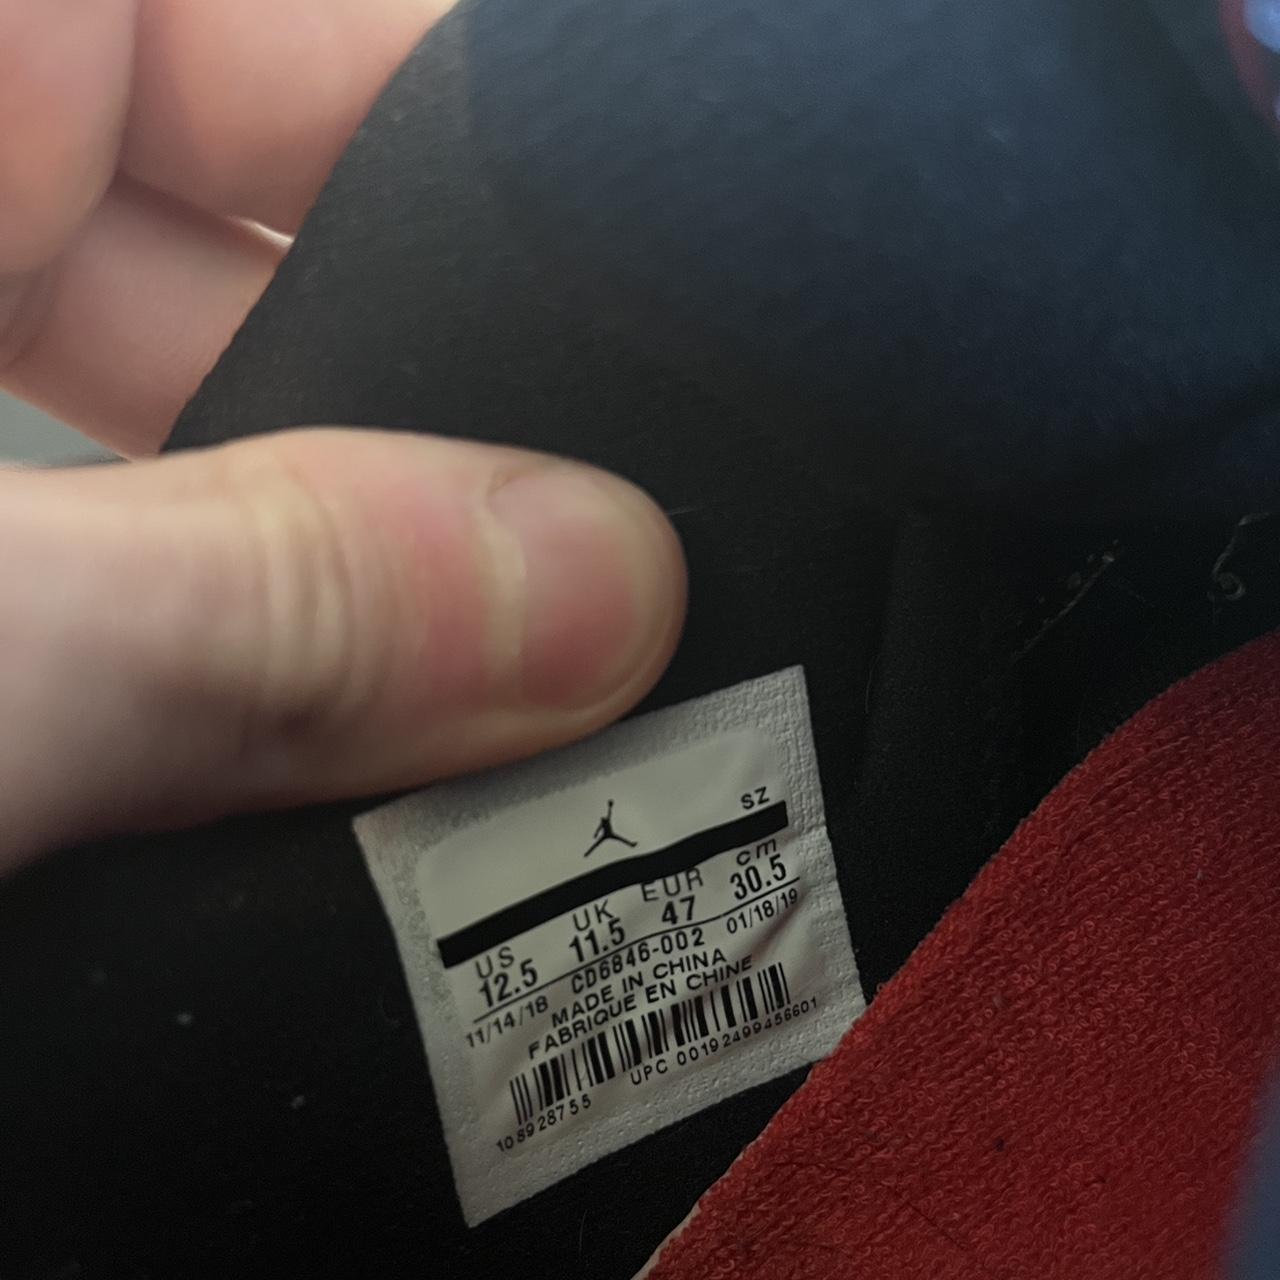 SZ
US UK EUR cm
12.5 11.5 47 30.5
11/14/18 CD6846-002 01/18/19
MADE IN CHINA
FABRIQUE EN CHINE
108928755 UPC 00192499456601